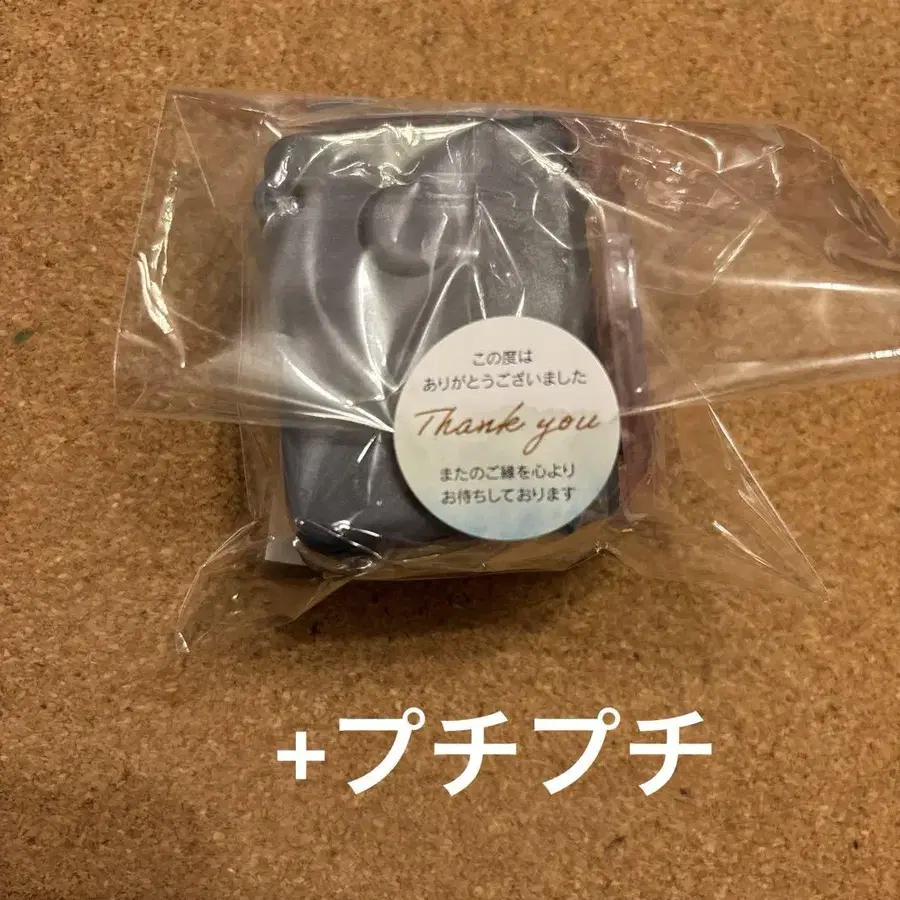 この度は
ありがとうございました
Thank you
またのご縁を心より
お待ちしております
+プチプチ